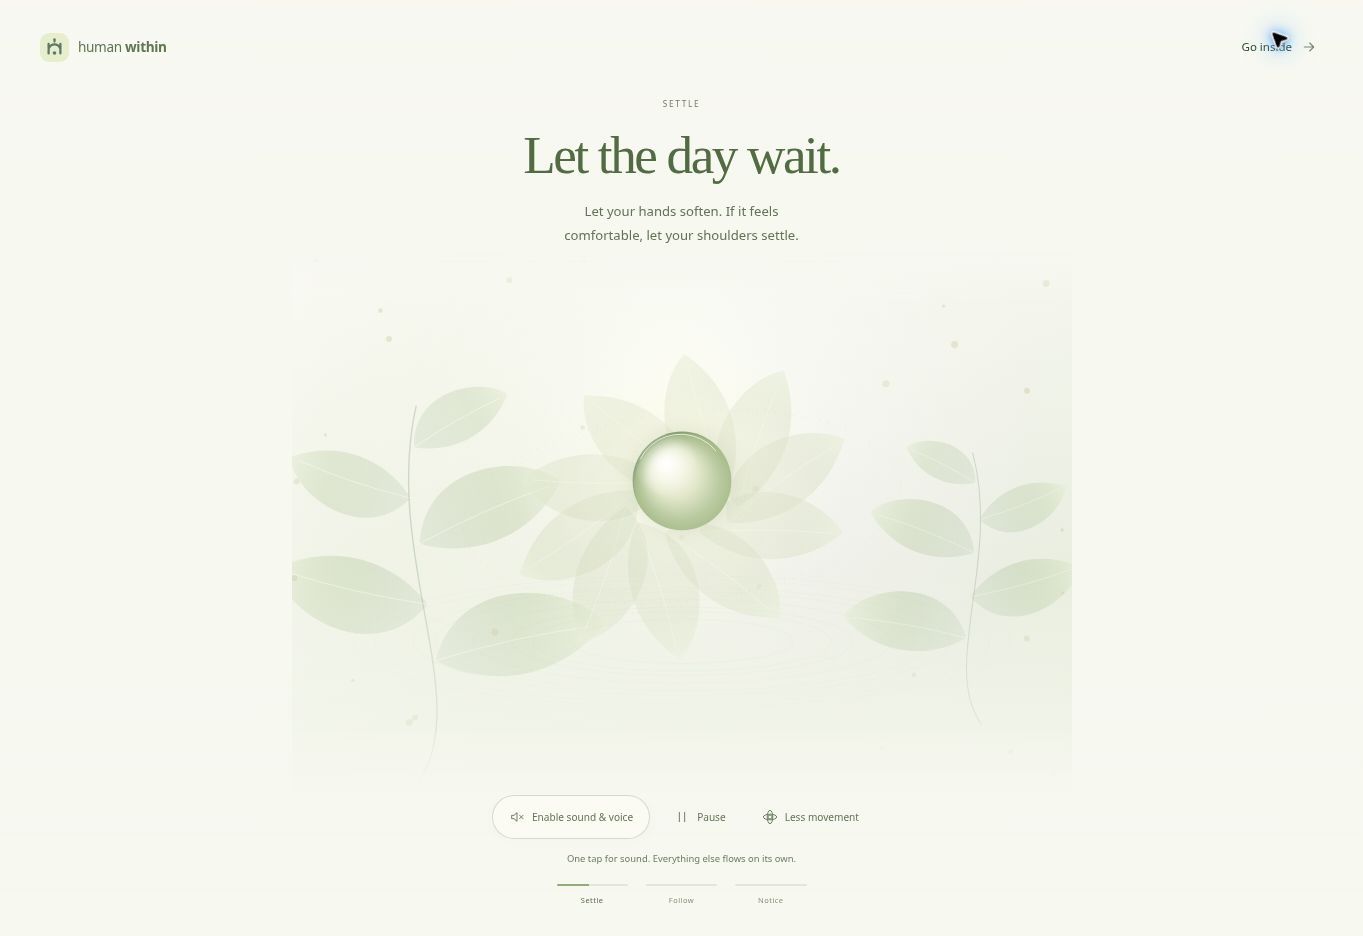 human within
Go inside
SETTLE
Let the day wait.
Let your hands soften. If it feels
comfortable, let your shoulders settle.
Enable sound & voice
Pause
Less movement
One tap for sound. Everything else flows on its own.
Settle
Follow
Notice